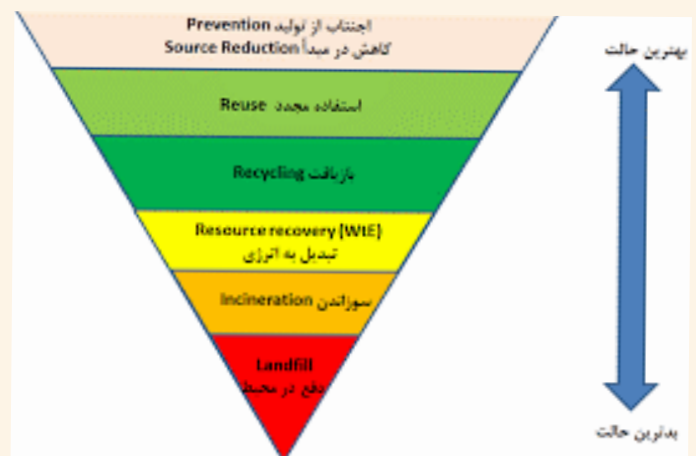 Prevention اجتناب از تولید
Source Reduction کاهش در مبدأ
بهترین حالت
Reuse استفاده مجدد
Recycling بازیافت
Resource recovery (WtE)
تبدیل به انرژی
Incineration سوزاندن
Landfill
دفع در محیط
بدترین حالت